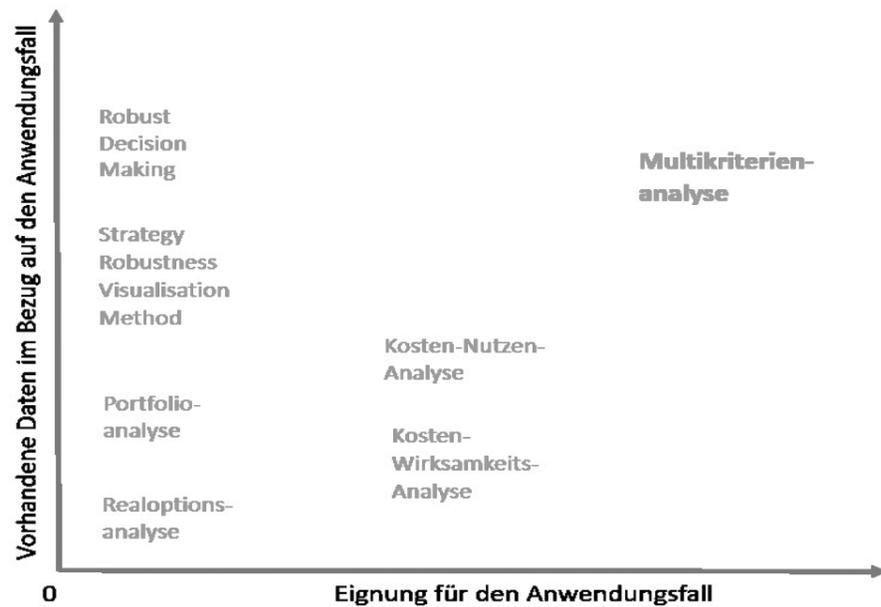 Vorhandene Daten im Bezug auf den Anwendungsfall
Robust
Decision
Making
Multikriterien-
analyse
Strategy
Robustness
Visualisation
Method
Kosten-Nutzen-
Analyse
Portfolio-
analyse
Kosten-
Wirksamkeits-
Analyse
Realoptions-
analyse
0
Eignung für den Anwendungsfall